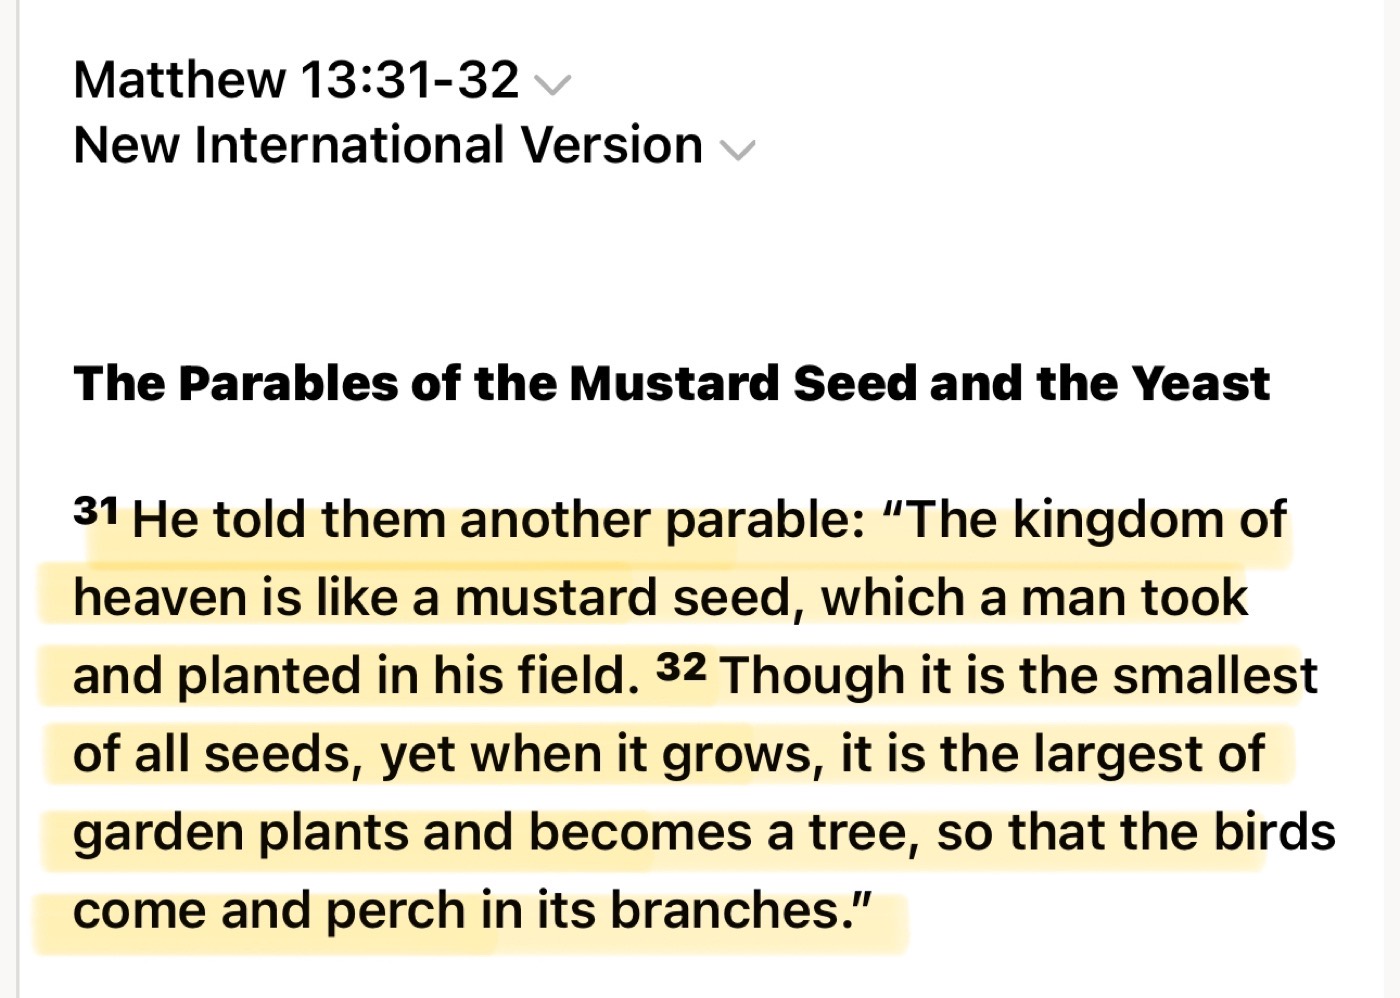 Matthew 13:31-32
New International Version
The Parables of the Mustard Seed and the Yeast
31 He told them another parable: “The kingdom of
heaven is like a mustard seed, which a man took
and planted in his field. 32 Though it is the smallest
of all seeds, yet when it grows, it is the largest of
garden plants and becomes a tree, so that the birds
come and perch in its branches.”